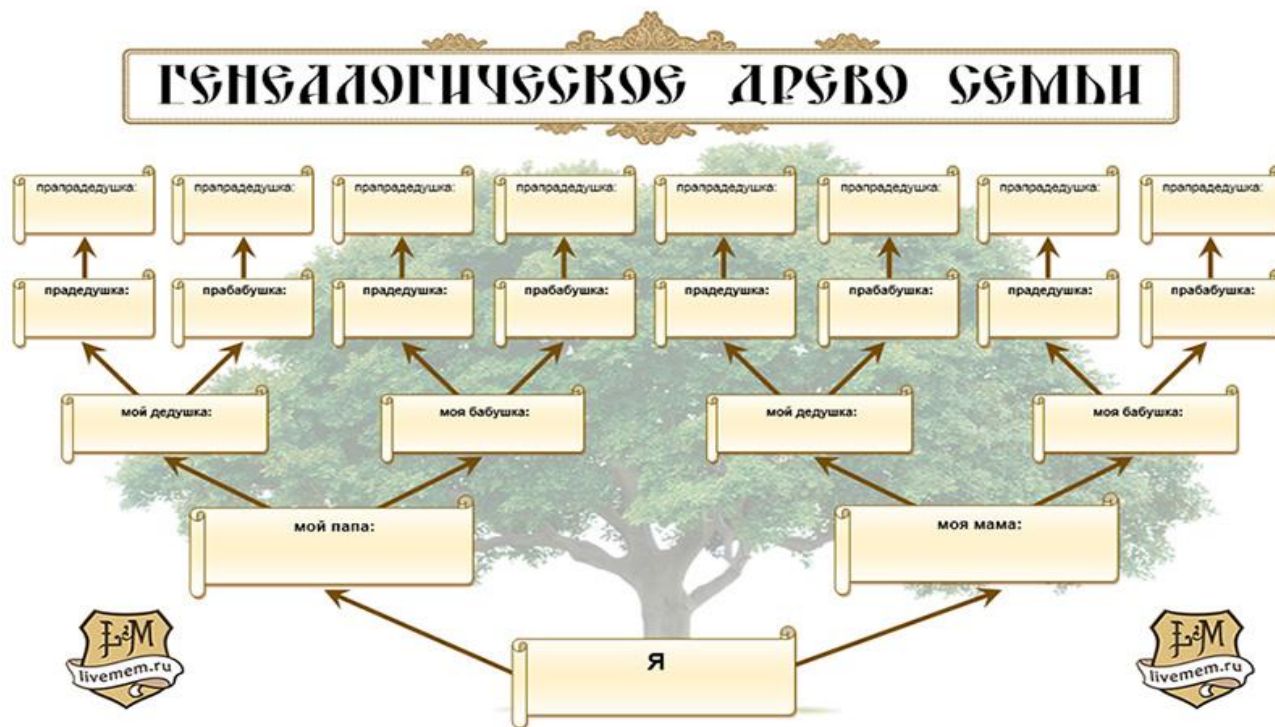 ГЕНЕАЛОГИЧЕСКОЕ ДРЕВО СЕМЬИ
прапрадедушка: прапрадедушка: прапрадедушка: прапрадедушка: прапрадедушка: прапрадедушка: прапрадедушка: прапрадедушка:
прадедушка: прабабушка: прадедушка: прабабушка: прадедушка: прабабушка: прадедушка: прабабушка:
мой дедушка: моя бабушка: мой дедушка: моя бабушка:
мой папа: моя мама:
Я
L&M L&M
livemem.ru livemem.ru